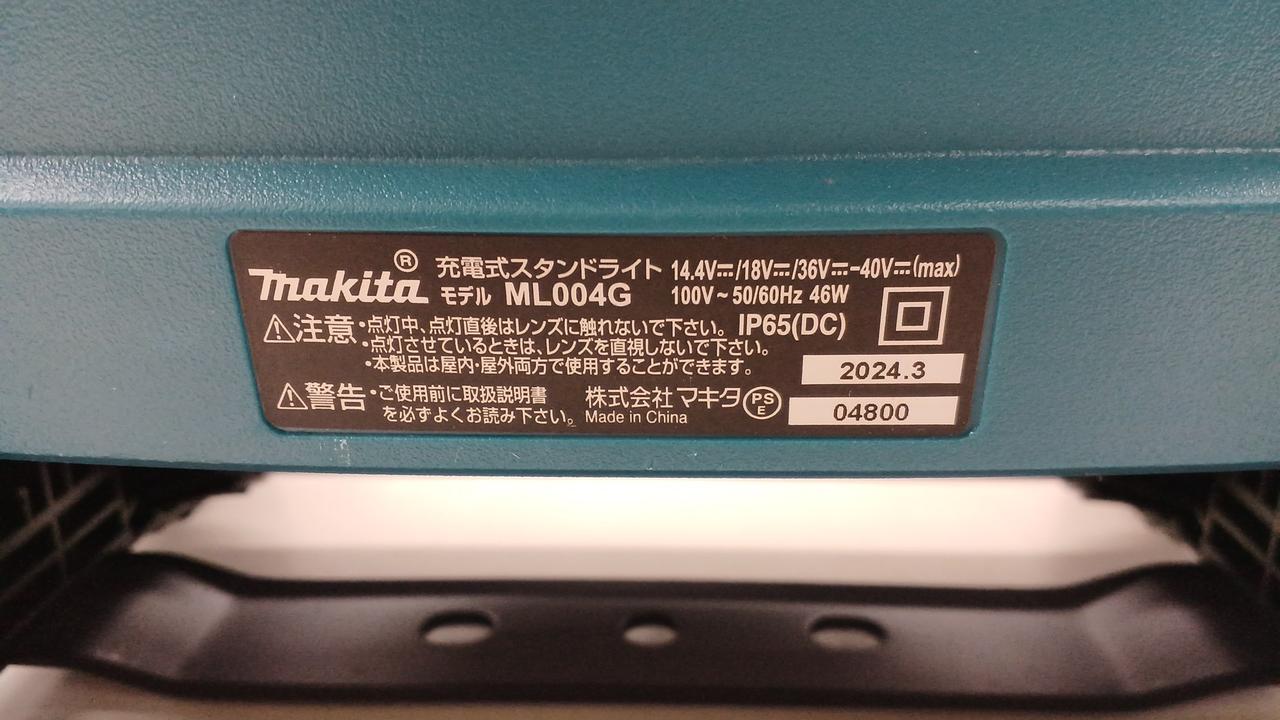 makita®
充電式スタンドライト 14.4V⎓/18V⎓/36V⎓-40V⎓(max)
モデル ML004G 100V~50/60Hz 46W
⚠注意 ・点灯中、点灯直後はレンズに触れないで下さい。 IP65(DC)
・点灯させているときは、レンズを直視しないで下さい。
・本製品は屋内・屋外両方で使用することができます。
2024.3
⚠警告 ・ご使用前に取扱説明書
を必ずよくお読み下さい。
株式会社マキタ
Made in China
PS
E
04800